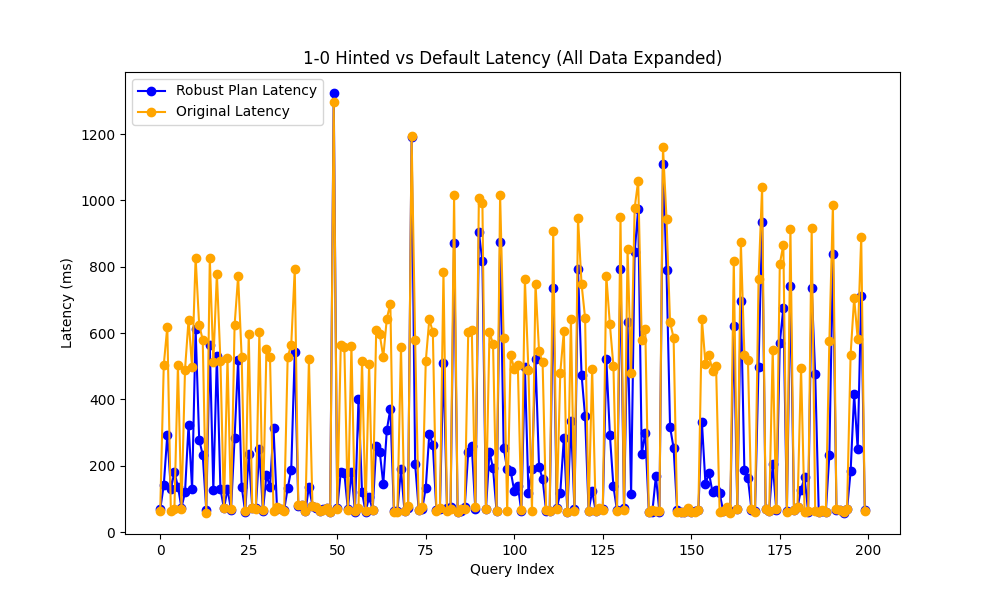 1-0 Hinted vs Default Latency (All Data Expanded)
Robust Plan Latency
Original Latency
Latency (ms)
1200
1000
800
600
400
200
0
0 25 50 75 100 125 150 175 200
Query Index